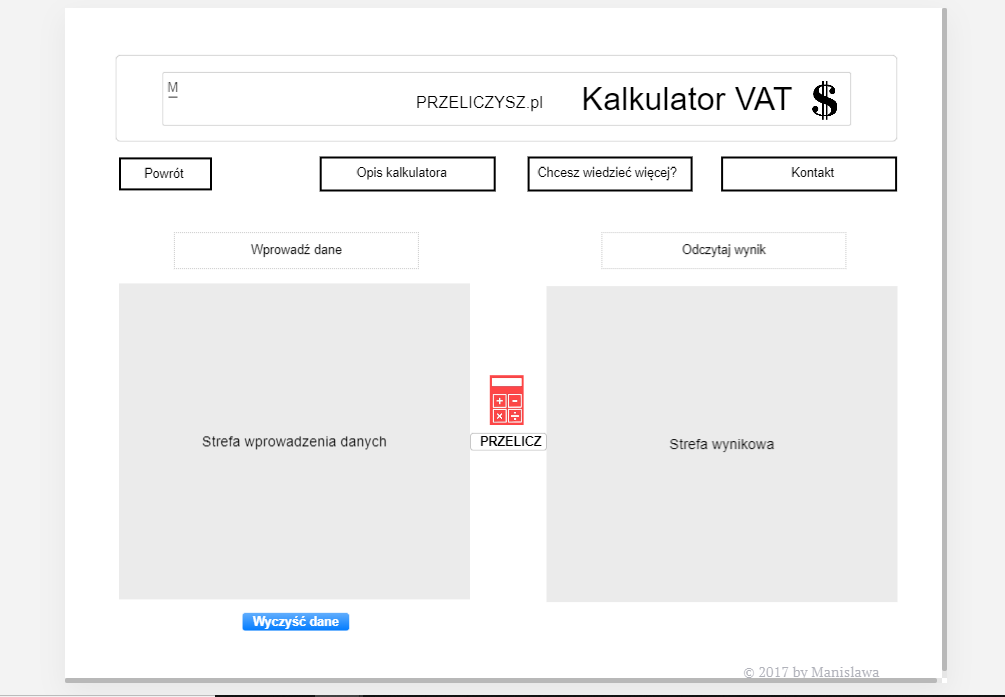 M
PRZELICZYSZ.pl
Kalkulator VAT $
Powrót
Opis kalkulatora
Chcesz wiedzieć więcej?
Kontakt
Wprowadź dane
Odczytaj wynik
Strefa wprowadzenia danych
PRZELICZ
Strefa wynikowa
Wyczyść dane
© 2017 by Manislawa